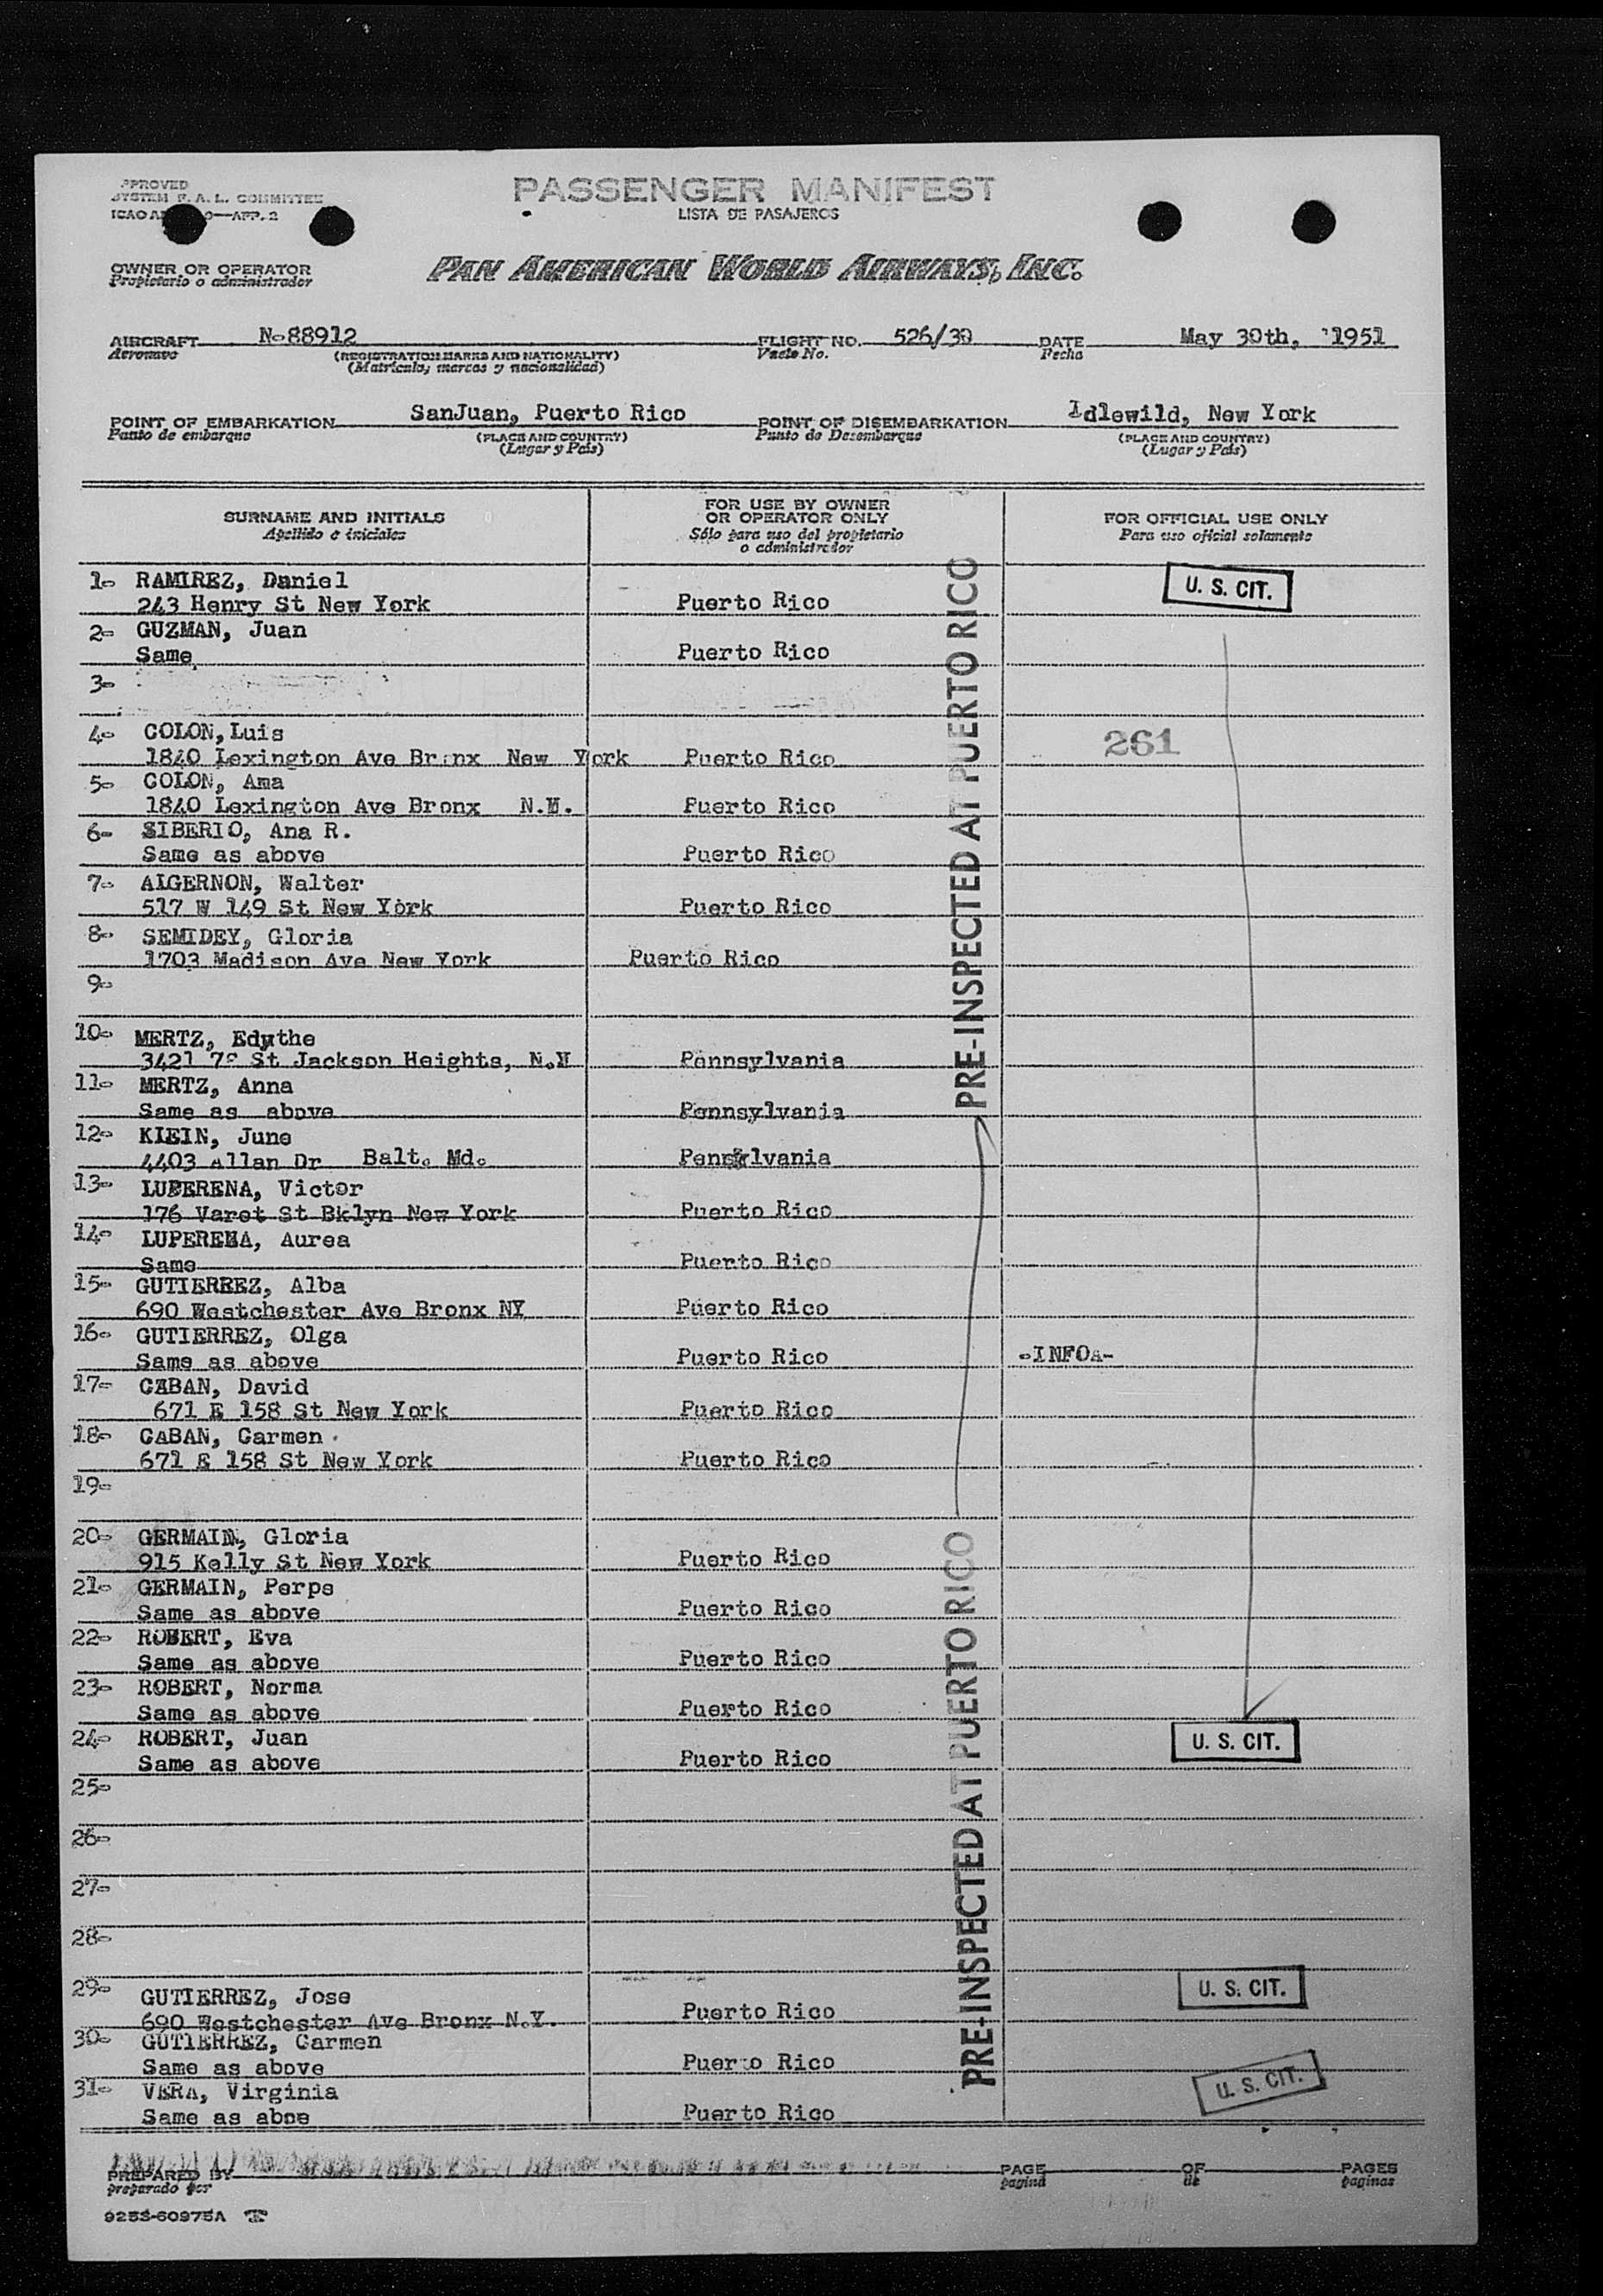 APPROVED
SYSTEM F. A. L. COMMITTEE
ICAO 9—APP. 2
PASSENGER MANIFEST
LISTA DE PASAJEROS
OWNER OR OPERATOR
Propietario o administrador
PAN AMERICAN WORLD AIRWAYS, INC.
AIRCRAFT N-88912 FLIGHT NO. 526/30 DATE May 30th, '1951
Aeronave (REGISTRATION MARKS AND NATIONALITY) Vuelo No. Fecha
(Matrícula, marcas y nacionalidad)
POINT OF EMBARKATION SanJuan, Puerto Rico POINT OF DISEMBARKATION Idlewild, New York
Punto de embarque (PLACE AND COUNTRY) Punto de Desembarque (PLACE AND COUNTRY)
(Lugar y País) (Lugar y País)
SURNAME AND INITIALS FOR USE BY OWNER OR OPERATOR ONLY FOR OFFICIAL USE ONLY
Apellido e iniciales Sólo para uso del propietario o administrador Para uso oficial solamente
1- RAMIREZ, Daniel U. S. CIT.
243 Henry St New York Puerto Rico
2- GUZMAN, Juan
Same Puerto Rico
3-
4- COLON,Luis 261
1840 Lexington Ave Bronx New York Puerto Rico
5- COLON, Ama
1840 Lexington Ave Bronx N.Y. Puerto Rico
6- SIBERIO, Ana R.
Same as above Puerto Rico
7- ALGERNON, Walter
517 W 149 St New York Puerto Rico
8- SEMIDEY, Gloria
1703 Madison Ave New York Puerto Rico
9-
10- MERTZ, Edythe
3421 St Jackson Heights, N.Y Pennsylvania
11- MERTZ, Anna
Same as above Pennsylvania
12- KLEIN, June
4403 Allan Dr Balt. Md. Pennsylvania
13- LUPERENA, Victor
176 Varet St Bklyn New York Puerto Rico
14- LUPERENA, Aurea
Same Puerto Rico
15- GUTIERREZ, Alba
690 Westchester Ave Bronx NY Puerto Rico
16- GUTIERREZ, Olga
Same as above Puerto Rico -INFOA-
17- CABAN, David
671 E 158 St New York Puerto Rico
18- CABAN, Carmen
671 E 158 St New York Puerto Rico
19-
20- GERMAIN, Gloria
915 Kelly St New York Puerto Rico
21- GERMAIN, Perpe
Same as above Puerto Rico
22- ROBERT, Eva
Same as above Puerto Rico
23- ROBERT, Norma
Same as above Puerto Rico
24- ROBERT, Juan U. S. CIT.
Same as above Puerto Rico
25-
26-
27-
28-
29- GUTIERREZ, Jose U. S. CIT.
690 Westchester Ave Bronx N.Y. Puerto Rico
30- GUTIERREZ, Carmen
Same as above Puerto Rico U. S. CIT.
31- VERA, Virginia
Same as aboe Puerto Rico
PRE-INSPECTED AT PUERTO RICO
PRE-INSPECTED AT PUERTO RICO
PREPARED BY PAGE OF PAGES
preparado por pagina de paginas
9253-60975A